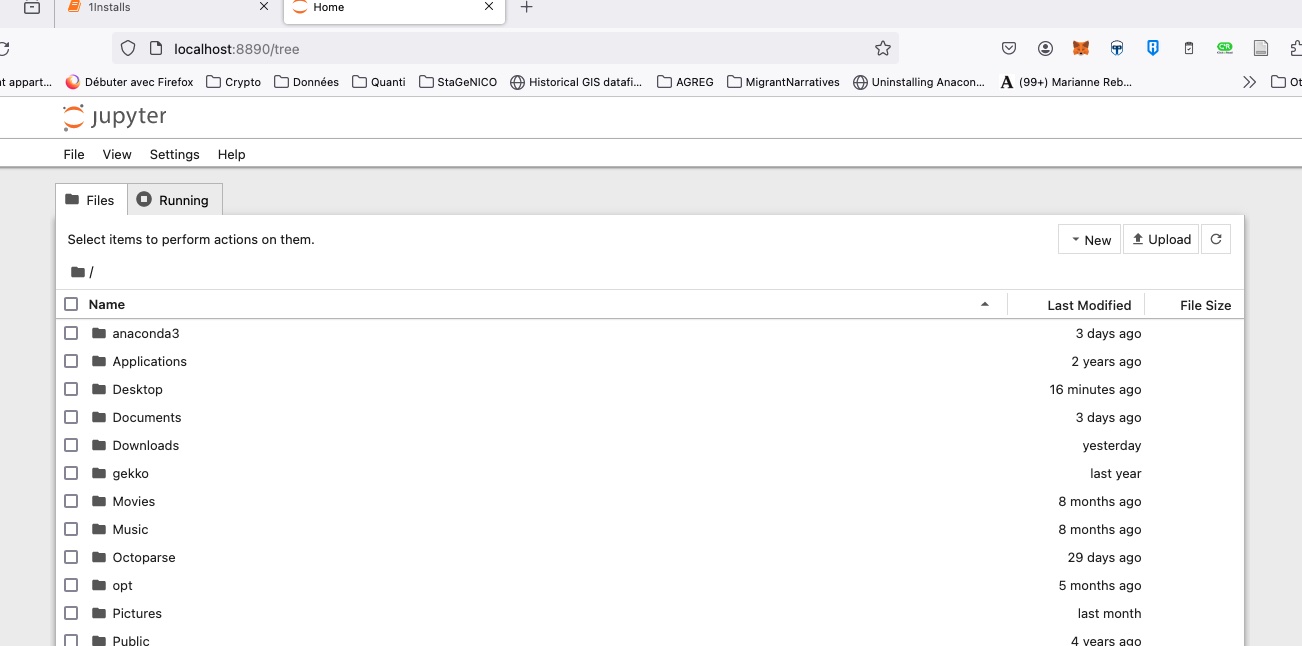 1Installs
Home
localhost:8890/tree
nt appart...
Débuter avec Firefox
Crypto
Données
Quanti
StaGeNICO
Historical GIS datafi...
AGREG
MigrantNarratives
Uninstalling Anacon...
(99+) Marianne Reb...
Ot
jupyter
File View Settings Help
Files Running
Select items to perform actions on them.
New Upload
/
Name Last Modified File Size
anaconda3 3 days ago
Applications 2 years ago
Desktop 16 minutes ago
Documents 3 days ago
Downloads yesterday
gekko last year
Movies 8 months ago
Music 8 months ago
Octoparse 29 days ago
opt 5 months ago
Pictures last month
Public 4 years ago